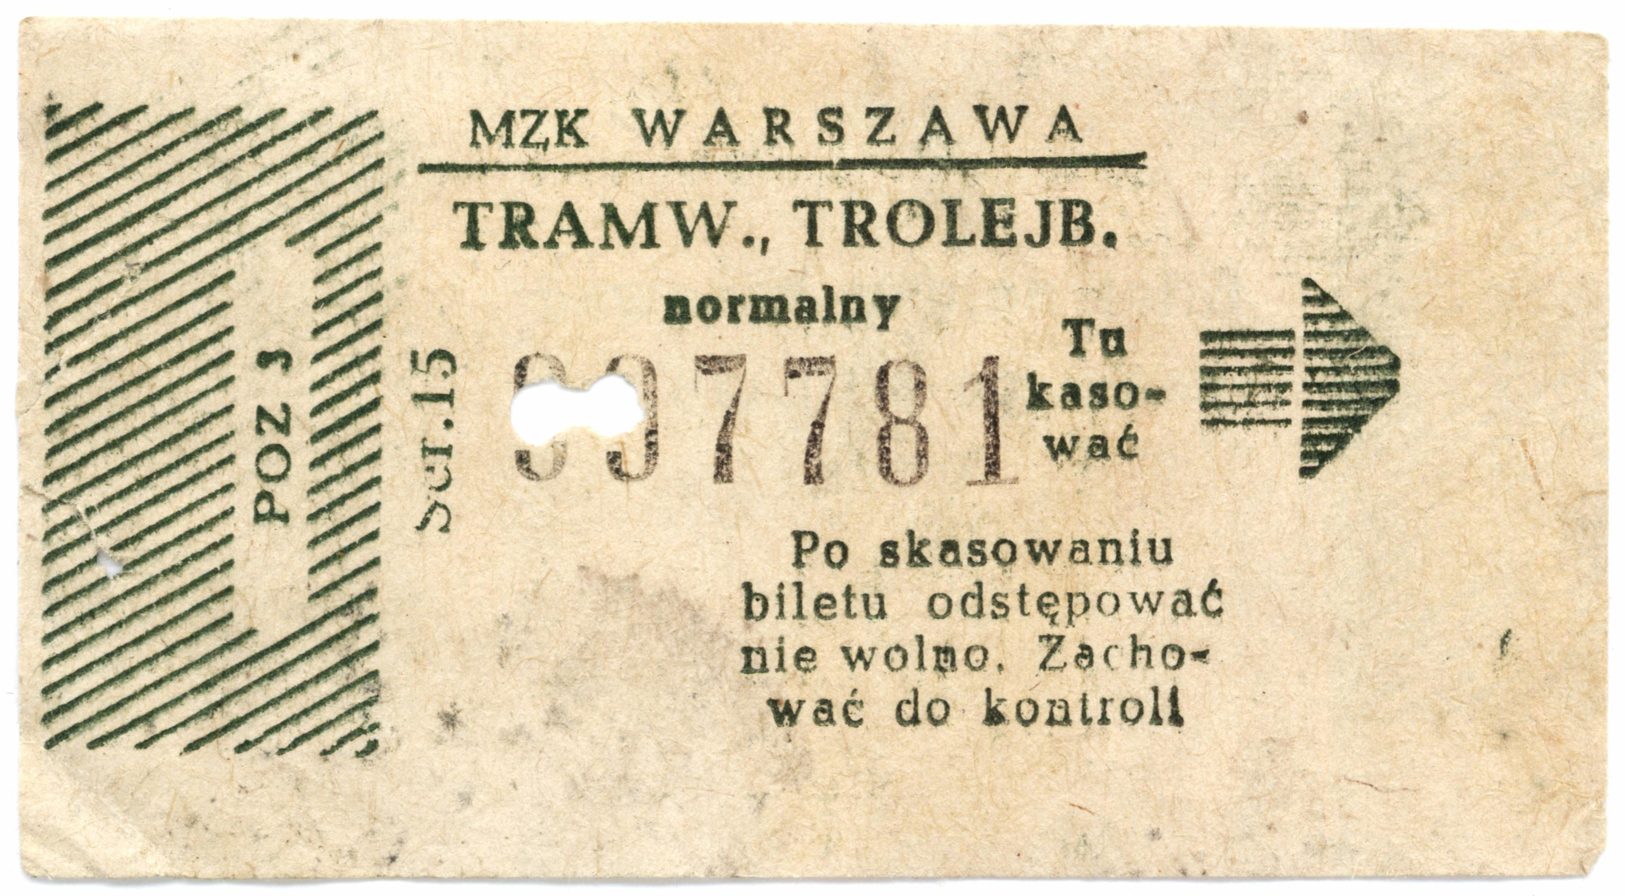 MZK WARSZAWA
TRAMW., TROLEJB.
normalny
POZ 3
Ser.15
997781
Tu
kaso-
wać
Po skasowaniu
biletu odstępować
nie wolno. Zacho-
wać do kontroli